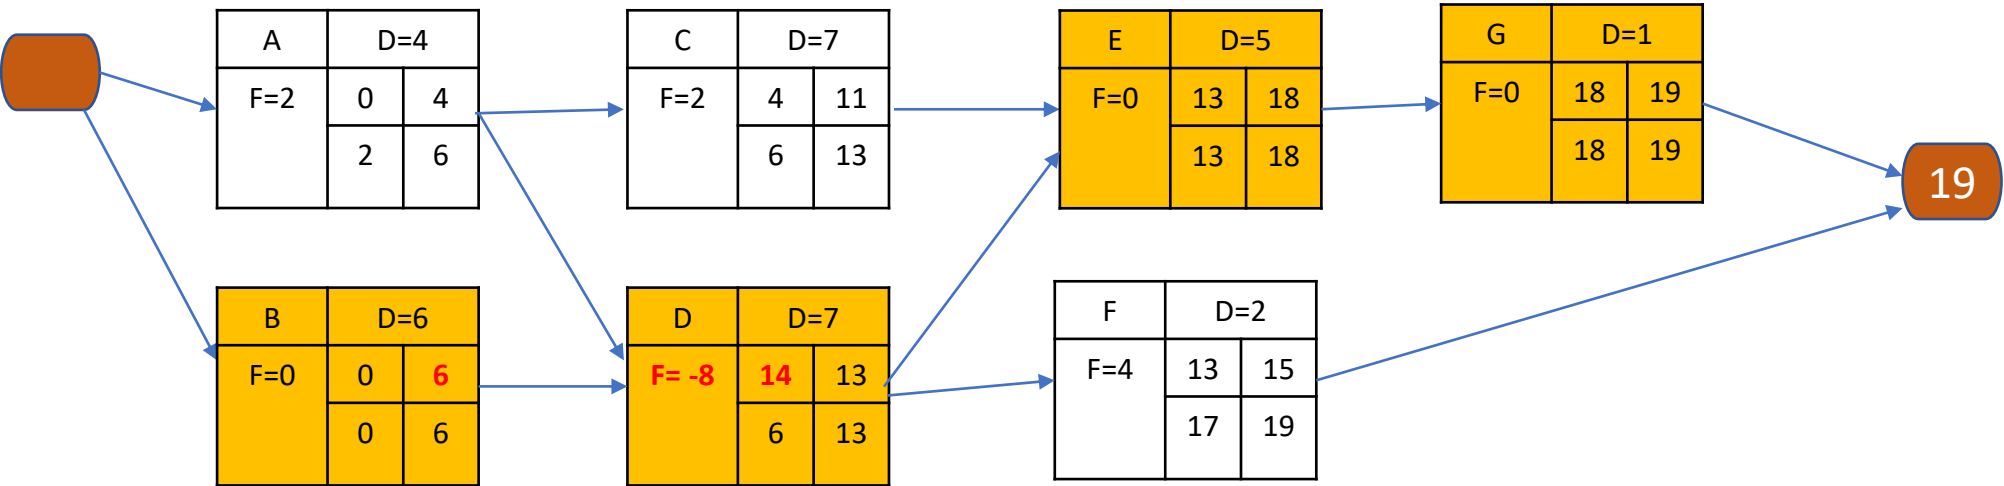 A D=4
F=2 0 4
2 6
C D=7
F=2 4 11
6 13
E D=5
F=0 13 18
13 18
G D=1
F=0 18 19
18 19
19
B D=6
F=0 0 6
0 6
D D=7
F= -8 14 13
6 13
F D=2
F=4 13 15
17 19